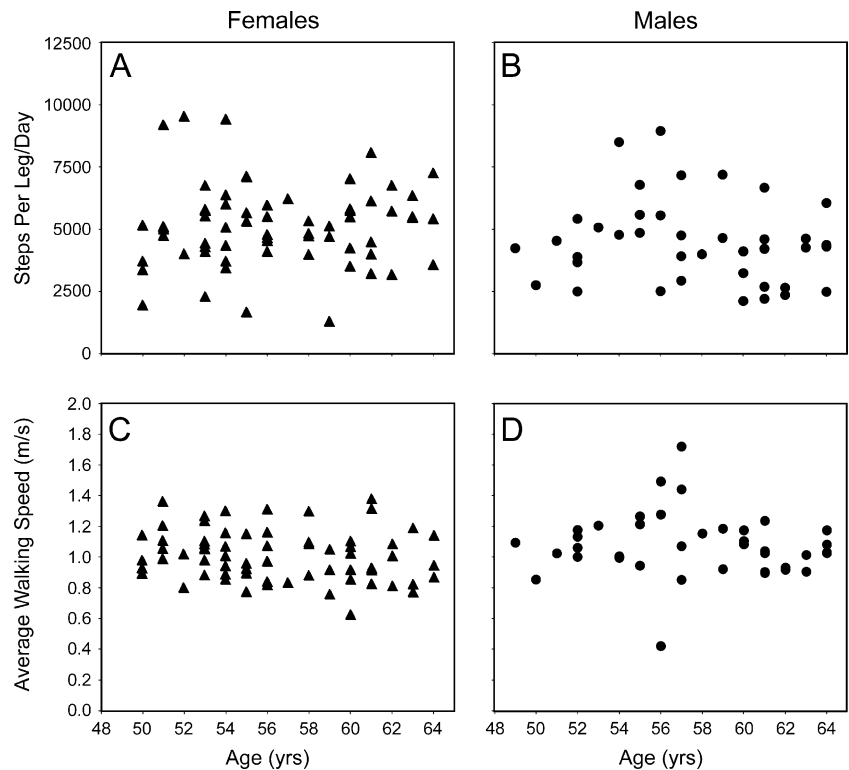 Females Males
A B
12500
10000
7500
5000
2500
0
Steps Per Leg/Day
C D
2.0
1.8
1.6
1.4
1.2
1.0
0.8
0.6
0.4
0.2
0.0
Average Walking Speed (m/s)
48 50 52 54 56 58 60 62 64 48 50 52 54 56 58 60 62 64
Age (yrs) Age (yrs)